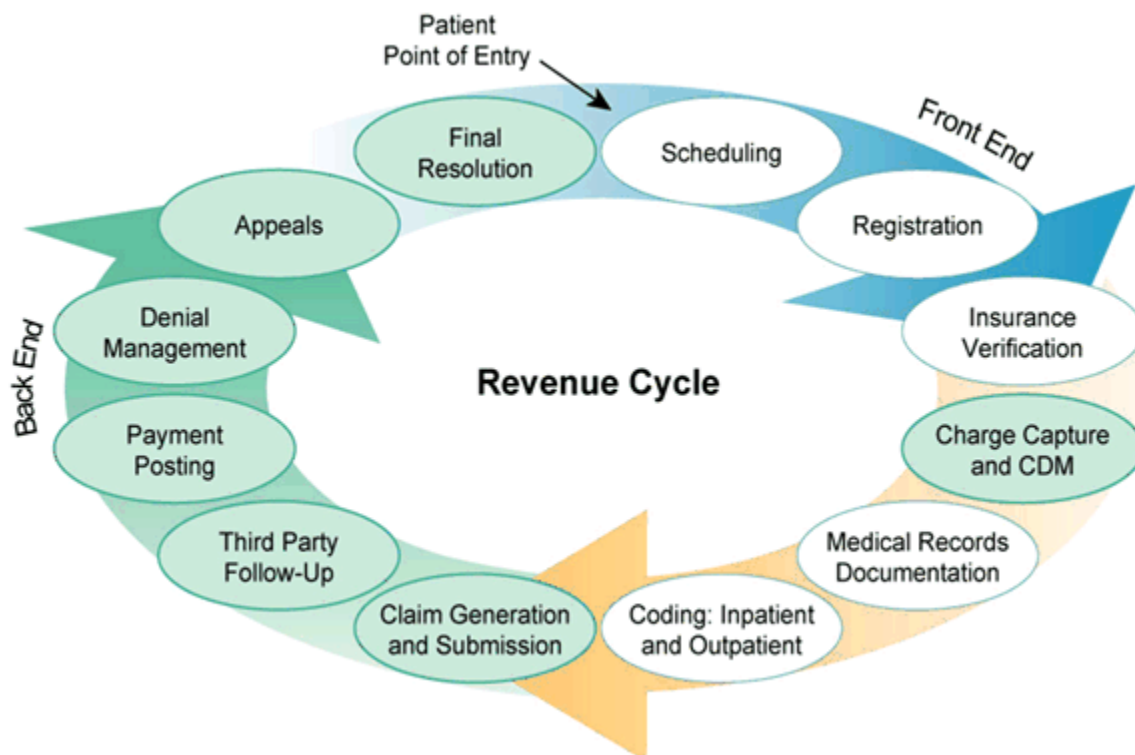 Patient
Point of Entry
Final
Resolution
Scheduling
Front End
Appeals
Registration
Denial
Management
Insurance
Verification
Back End
Revenue Cycle
Payment
Posting
Charge Capture
and CDM
Third Party
Follow-Up
Medical Records
Documentation
Claim Generation
and Submission
Coding: Inpatient
and Outpatient